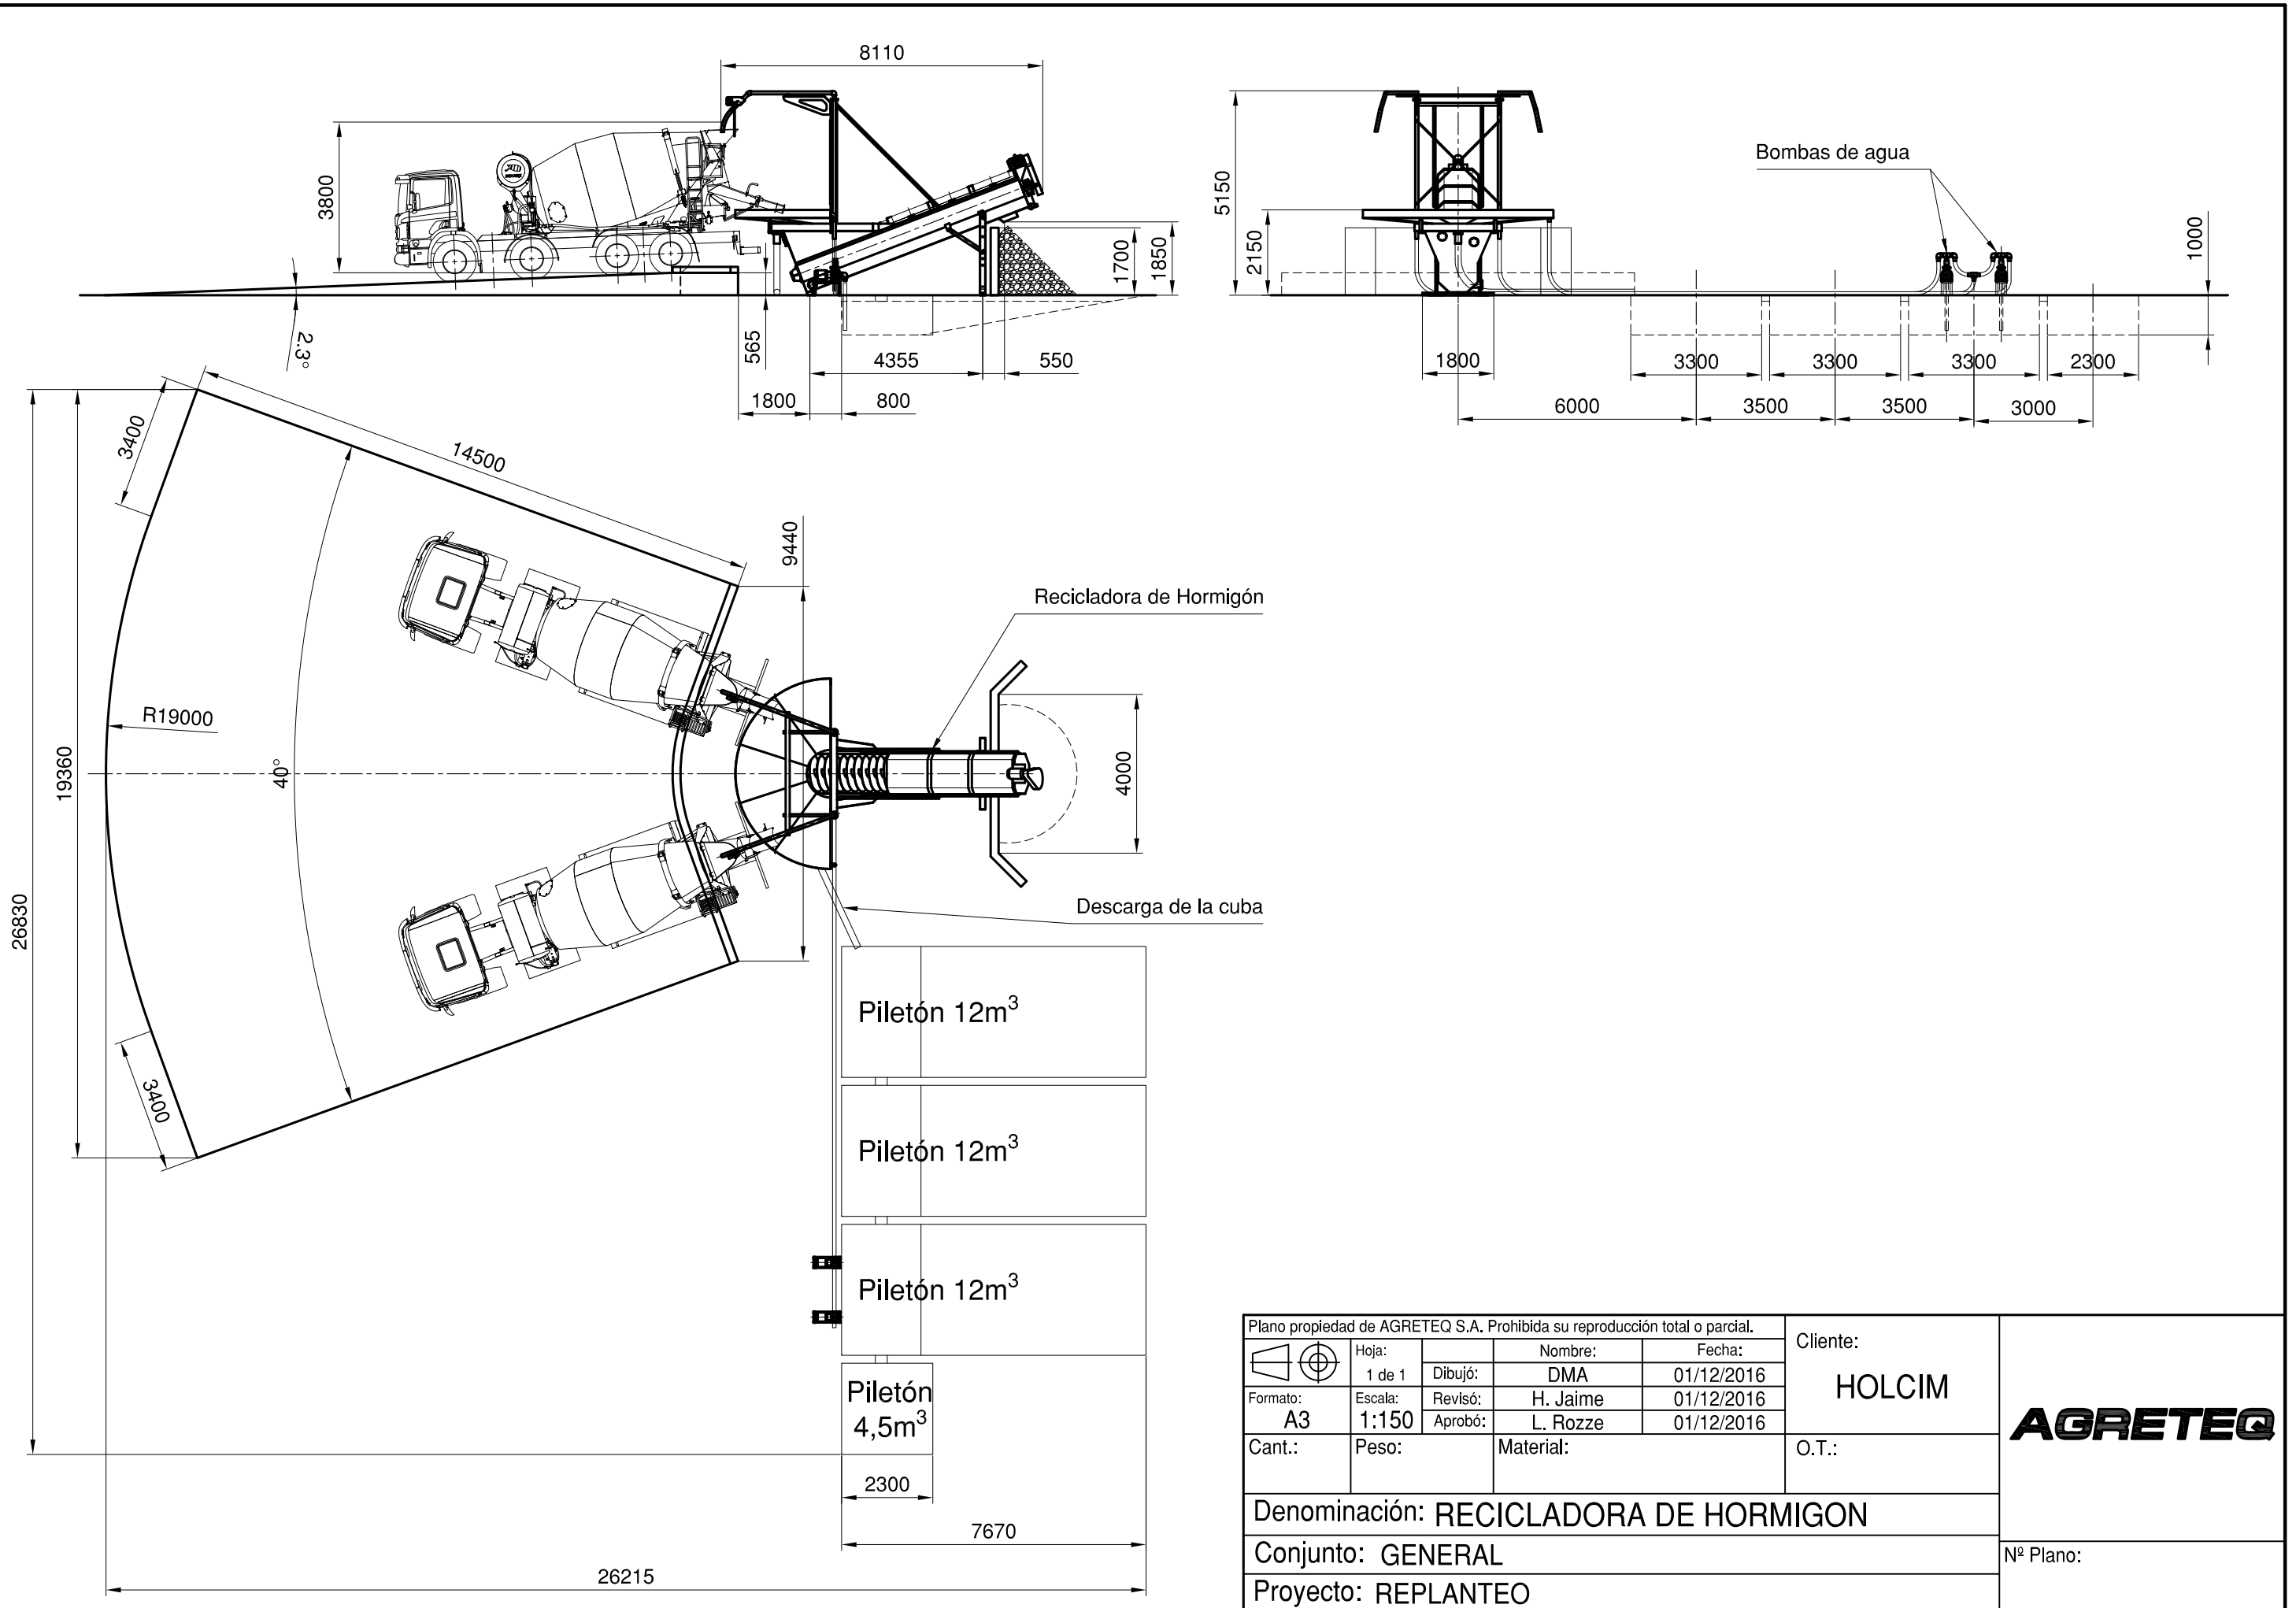 8110
3800
2.3°
565
4355
550
1800
800
1700
1850
5150
2150
Bombas de agua
1000
1800
3300
3300
3300
2300
6000
3500
3500
3000
3400
14500
9440
R19000
40°
19360
26830
3400
Recicladora de Hormigón
4000
Descarga de la cuba
Piletón 12m³
Piletón 12m³
Piletón 12m³
Piletón
4,5m³
2300
7670
26215
Plano propiedad de AGRETEQ S.A. Prohibida su reproducción total o parcial.
Hoja:
1 de 1
Nombre:
Fecha:
Dibujó:
DMA
01/12/2016
Formato:
A3
Escala:
1:150
Revisó:
H. Jaime
01/12/2016
Aprobó:
L. Rozze
01/12/2016
Cliente:
HOLCIM
AGRETEQ
Cant.:
Peso:
Material:
O.T.:
Denominación: RECICLADORA DE HORMIGON
Conjunto: GENERAL
Nº Plano:
Proyecto: REPLANTEO